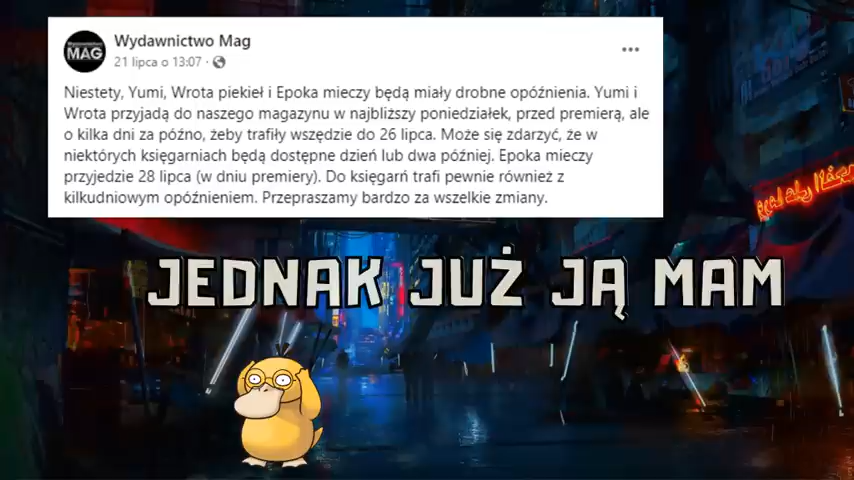 Wydawnictwo
MAG
Wydawnictwo Mag
21 lipca o 13:07 ·
Niestety, Yumi, Wrota piekieł i Epoka mieczy będą miały drobne opóźnienia. Yumi i
Wrota przyjadą do naszego magazynu w najbliższy poniedziałek, przed premierą, ale
o kilka dni za późno, żeby trafiły wszędzie do 26 lipca. Może się zdarzyć, że w
niektórych księgarniach będą dostępne dzień lub dwa później. Epoka mieczy
przyjedzie 28 lipca (w dniu premiery). Do księgarń trafi pewnie również z
kilkudniowym opóźnieniem. Przepraszamy bardzo za wszelkie zmiany.
JEDNAK JUŻ JĄ MAM